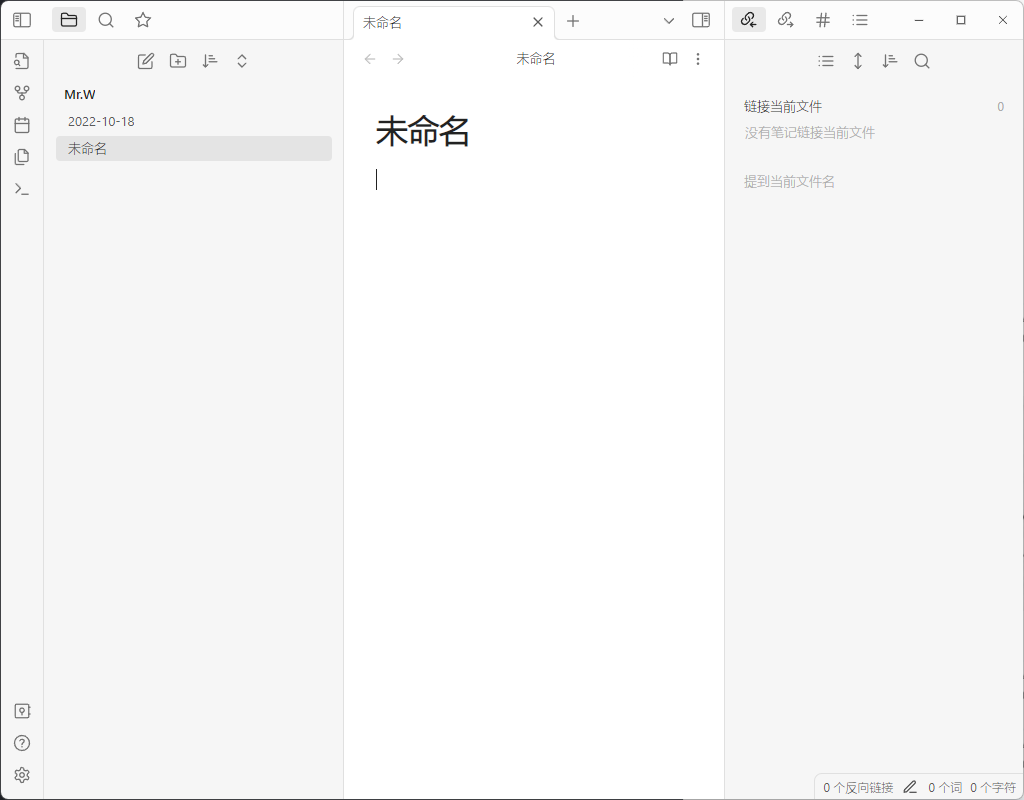 未命名
未命名
Mr.W
2022-10-18
未命名
未命名
链接当前文件 0
没有笔记链接当前文件
提到当前文件名
0 个反向链接 0 个词 0 个字符